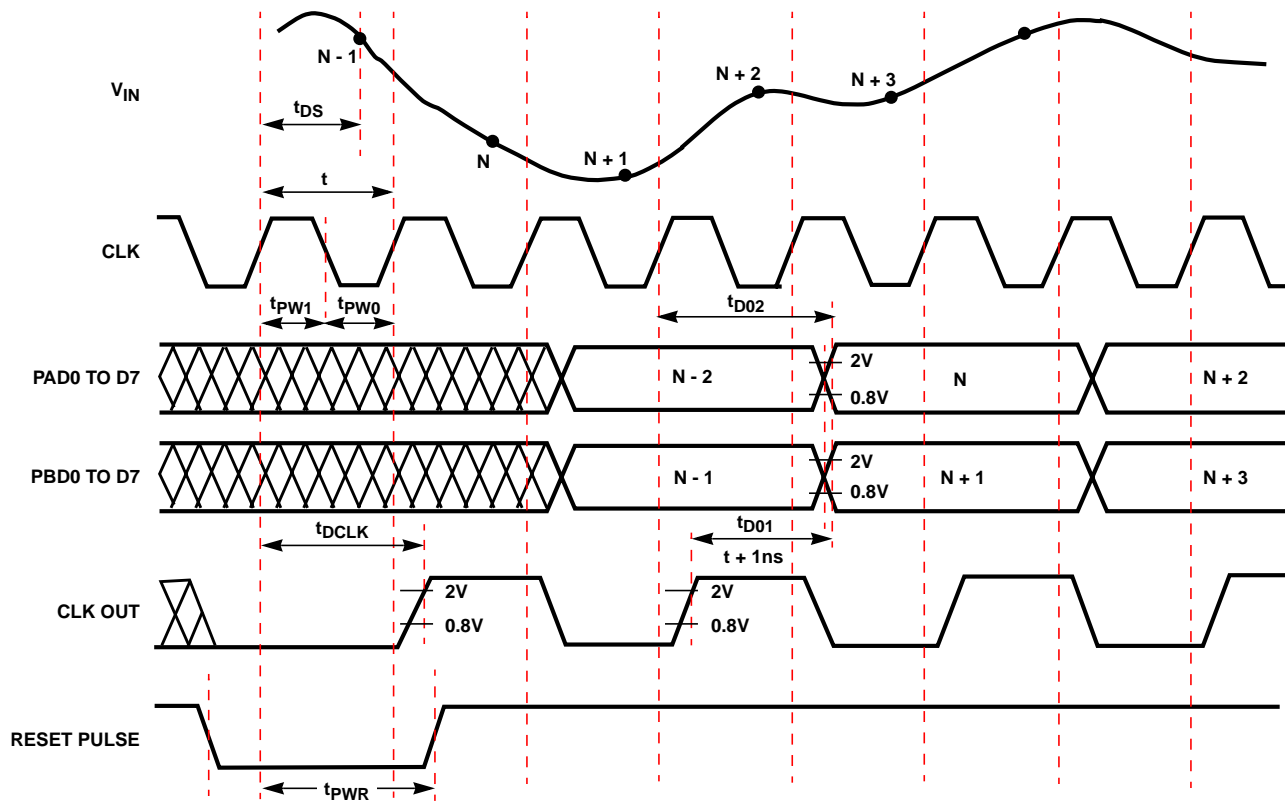 N - 1
VIN
tDS
N
N + 1
N + 2
N + 3
t
CLK
tPW1
tPW0
tD02
PAD0 TO D7
N - 2
2V
0.8V
N
N + 2
PBD0 TO D7
N - 1
2V
0.8V
N + 1
N + 3
tDCLK
tD01
t + 1ns
CLK OUT
2V
0.8V
2V
0.8V
RESET PULSE
tPWR